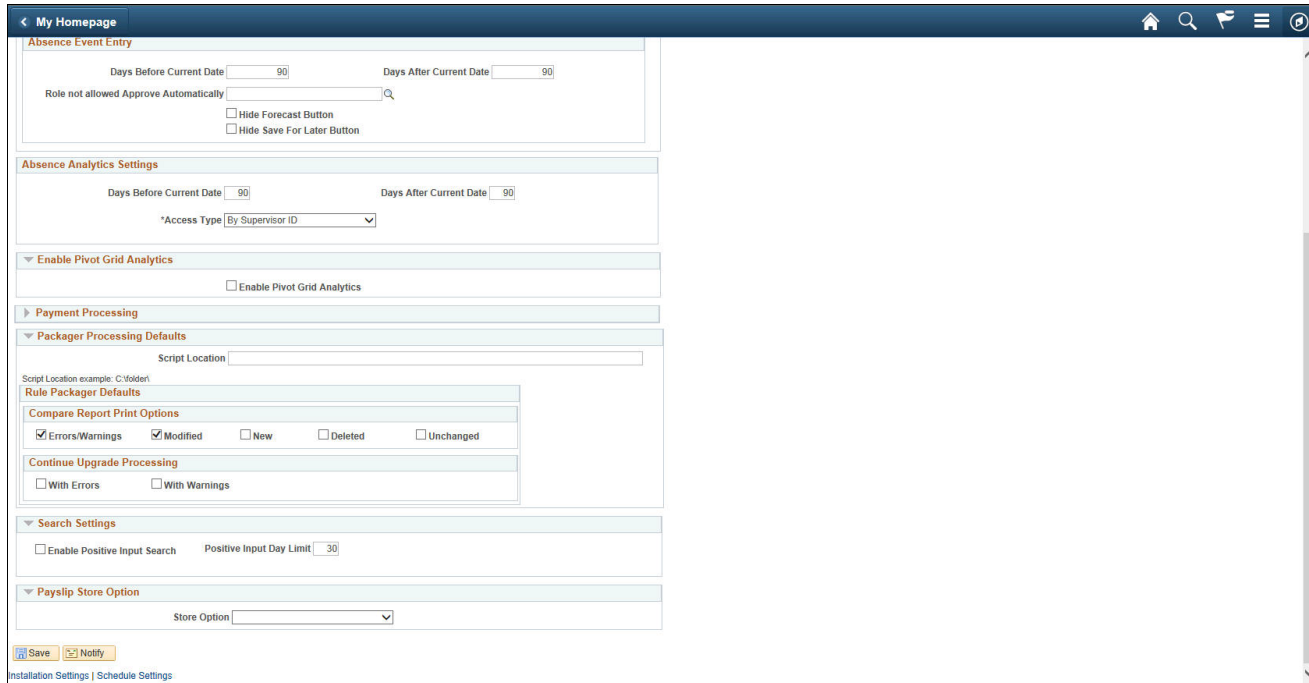 My Homepage
Absence Event Entry
Days Before Current Date 90 Days After Current Date 90
Role not allowed Approve Automatically
Hide Forecast Button
Hide Save For Later Button
Absence Analytics Settings
Days Before Current Date 90 Days After Current Date 90
*Access Type By Supervisor ID
Enable Pivot Grid Analytics
Enable Pivot Grid Analytics
Payment Processing
Packager Processing Defaults
Script Location
Script Location example: C:\folder\
Rule Packager Defaults
Compare Report Print Options
Errors/Warnings Modified New Deleted Unchanged
Continue Upgrade Processing
With Errors With Warnings
Search Settings
Enable Positive Input Search Positive Input Day Limit 30
Payslip Store Option
Store Option
Save Notify
Installation Settings | Schedule Settings